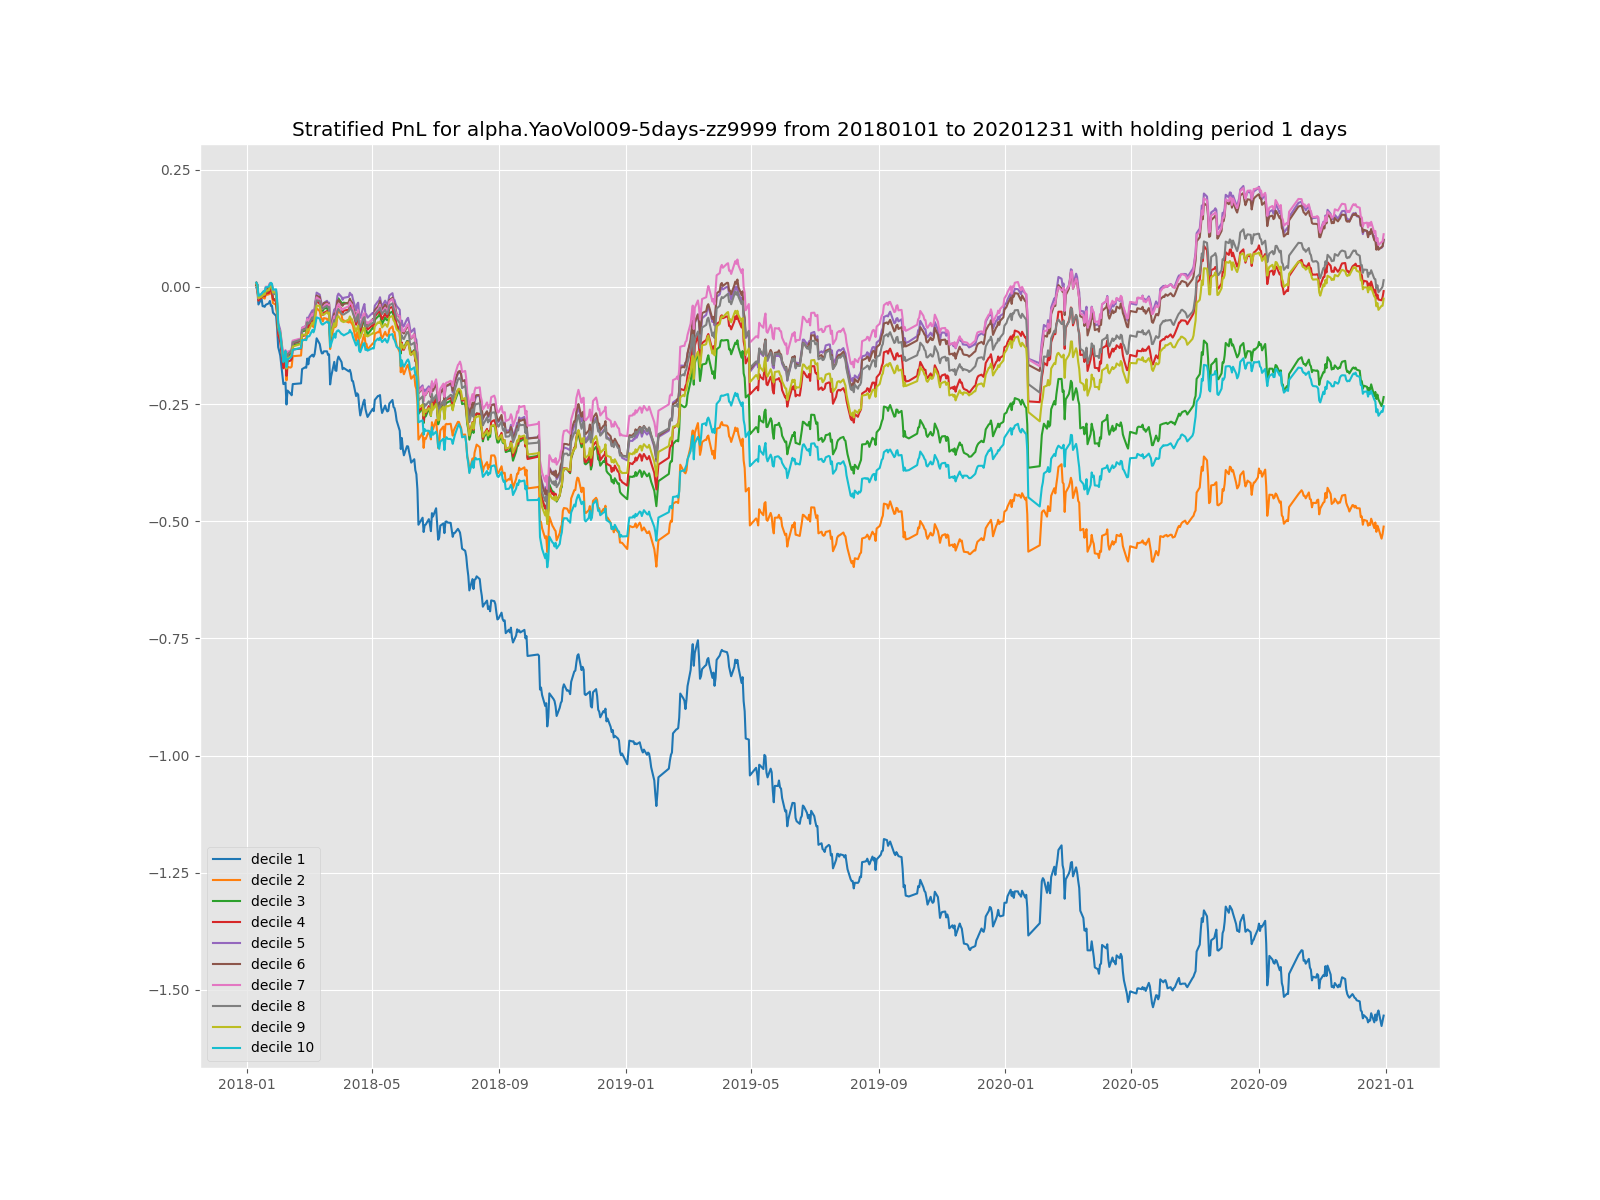 Stratified PnL for alpha.YaoVol009-5days-zz9999 from 20180101 to 20201231 with holding period 1 days
0.25
0.00
−0.25
−0.50
−0.75
−1.00
−1.25
−1.50
decile 1
decile 2
decile 3
decile 4
decile 5
decile 6
decile 7
decile 8
decile 9
decile 10
2018-01 2018-05 2018-09 2019-01 2019-05 2019-09 2020-01 2020-05 2020-09 2021-01